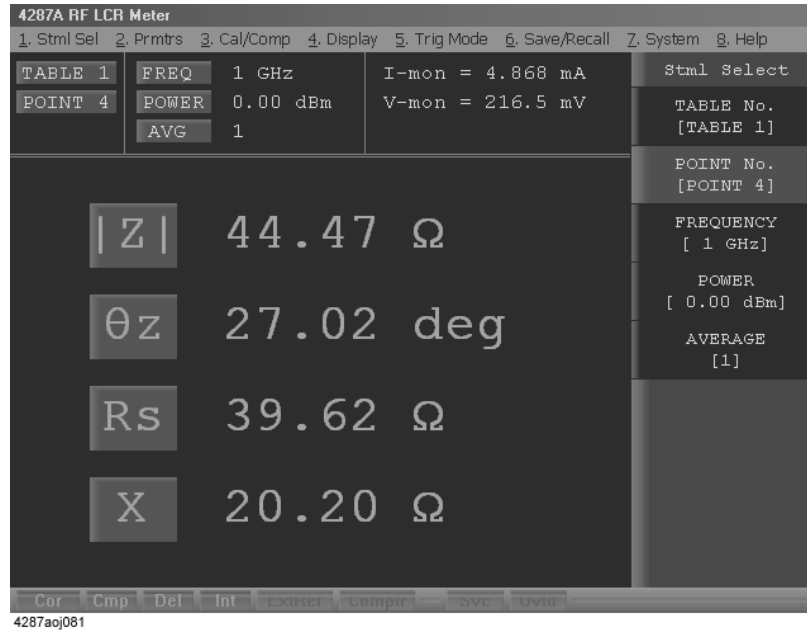 4287A RF LCR Meter
1. Stml Sel 2. Prmtrs 3. Cal/Comp 4. Display 5. Trig Mode 6. Save/Recall 7. System 8. Help
TABLE 1 FREQ 1 GHz I-mon = 4.868 mA
POINT 4 POWER 0.00 dBm V-mon = 216.5 mV
AVG 1
Stml Select
TABLE No.
[TABLE 1]
POINT No.
[POINT 4]
FREQUENCY
[ 1 GHz]
POWER
[ 0.00 dBm]
AVERAGE
[1]
|Z| 44.47 Ω
θz 27.02 deg
Rs 39.62 Ω
X 20.20 Ω
Cor Cmp Del Int ExtRef Comptr Svc Ovld
4287aoj081